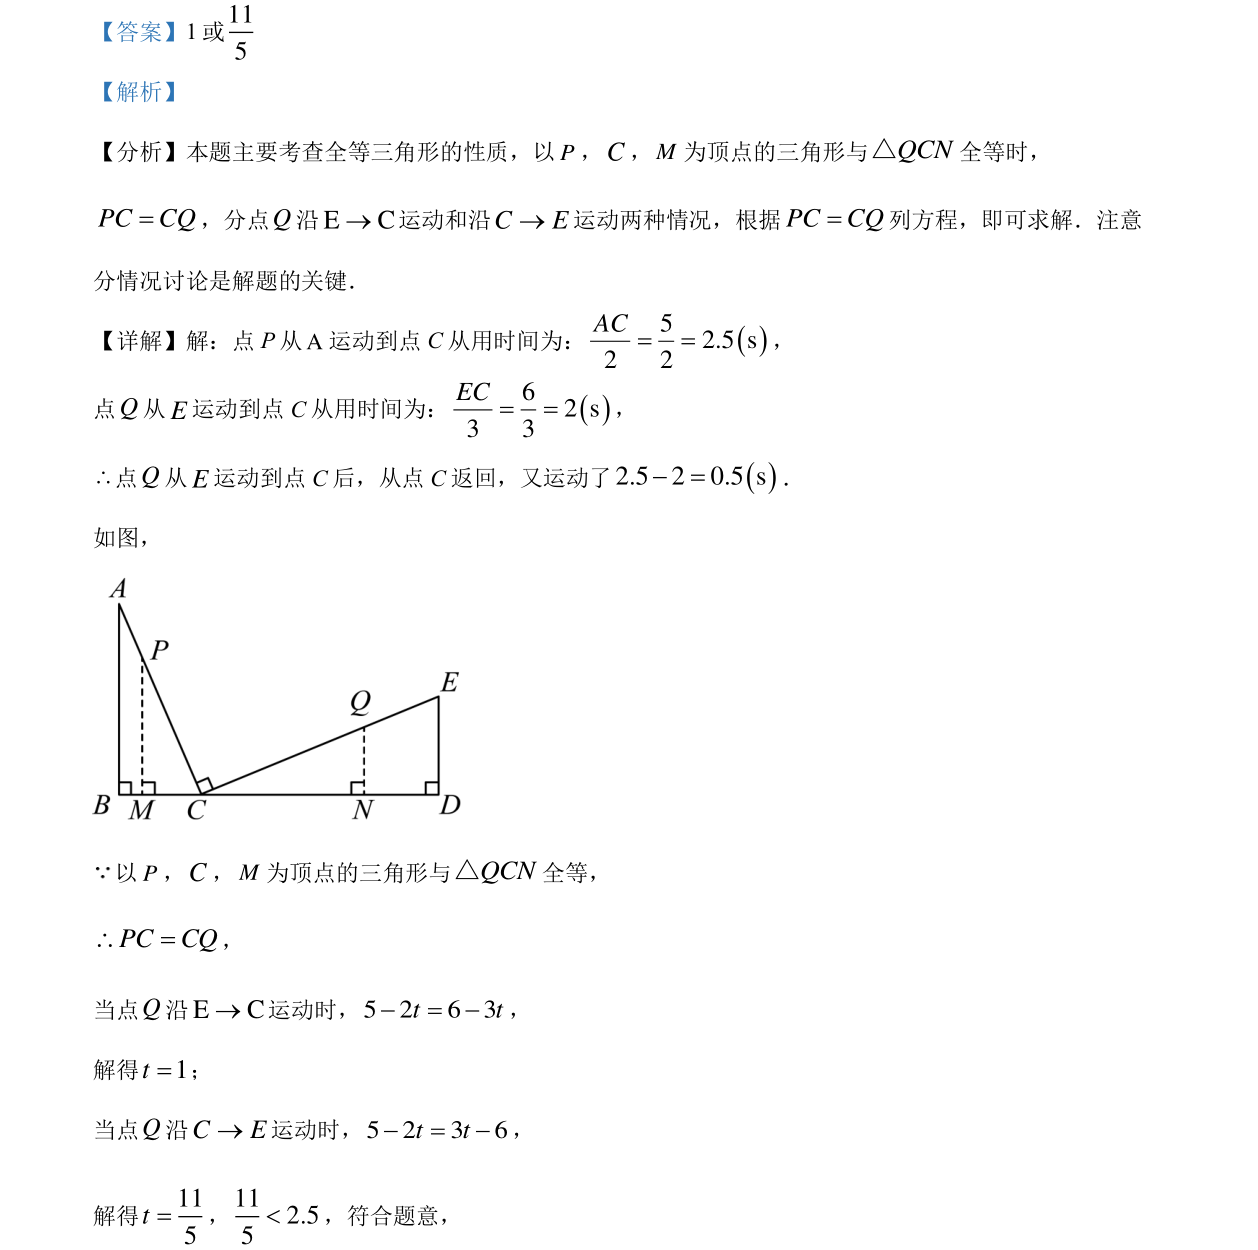 【答案】1 或 11/5
【解析】
【分析】本题主要考查全等三角形的性质，以 P，C，M 为顶点的三角形与△QCN 全等时，
PC=CQ，分点 Q 沿 E→C 运动和沿 C→E 运动两种情况，根据 PC=CQ 列方程，即可求解．注意
分情况讨论是解题的关键．
【详解】解：点 P 从 A 运动到点 C 从用时间为：AC/2=5/2=2.5(s)，
点 Q 从 E 运动到点 C 从用时间为：EC/3=6/3=2(s)，
∴点 Q 从 E 运动到点 C 后，从点 C 返回，又运动了 2.5−2=0.5(s)．
如图，
A
P
E
Q
B M C N D
∵以 P，C，M 为顶点的三角形与△QCN 全等，
∴PC=CQ，
当点 Q 沿 E→C 运动时，5−2t=6−3t，
解得 t=1；
当点 Q 沿 C→E 运动时，5−2t=3t−6，
解得 t=11/5，11/5<2.5，符合题意，